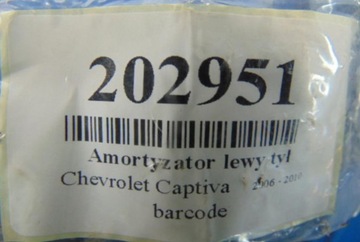 202951
Amortyzator lewy tył
Chevrolet Captiva 2006 - 2010
barcode